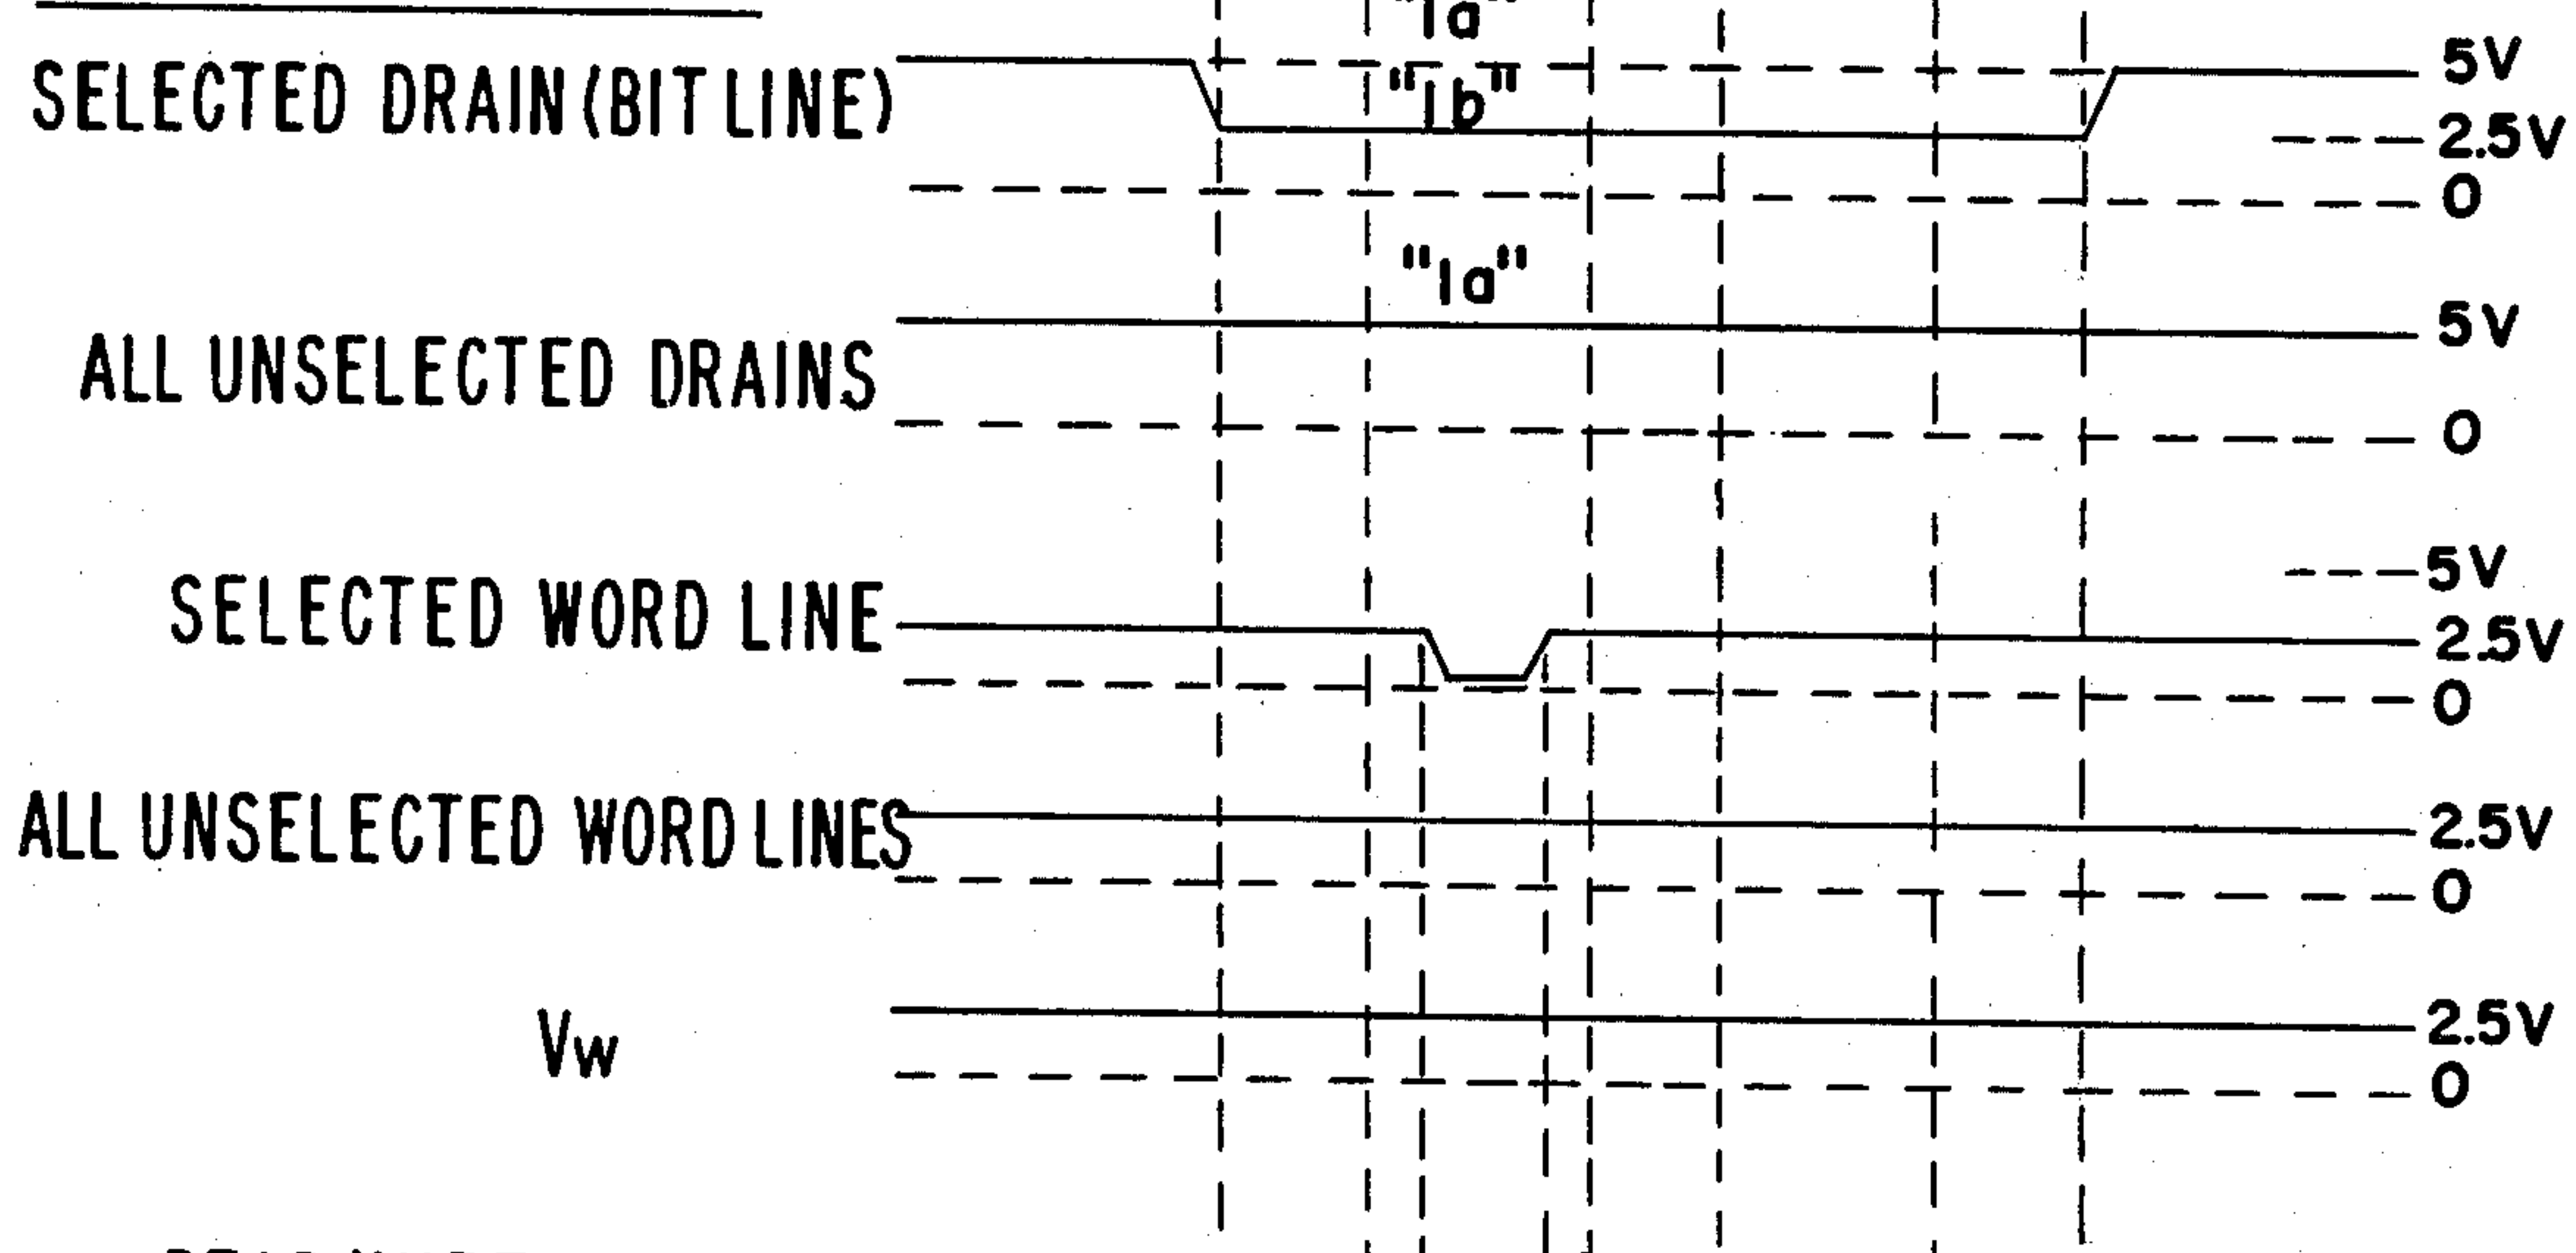 "1a"
SELECTED DRAIN (BIT LINE) "1b" 5V
2.5V
0
"1a"
ALL UNSELECTED DRAINS 5V
0
5V
SELECTED WORD LINE 2.5V
0
ALL UNSELECTED WORD LINES 2.5V
0
Vw 2.5V
0